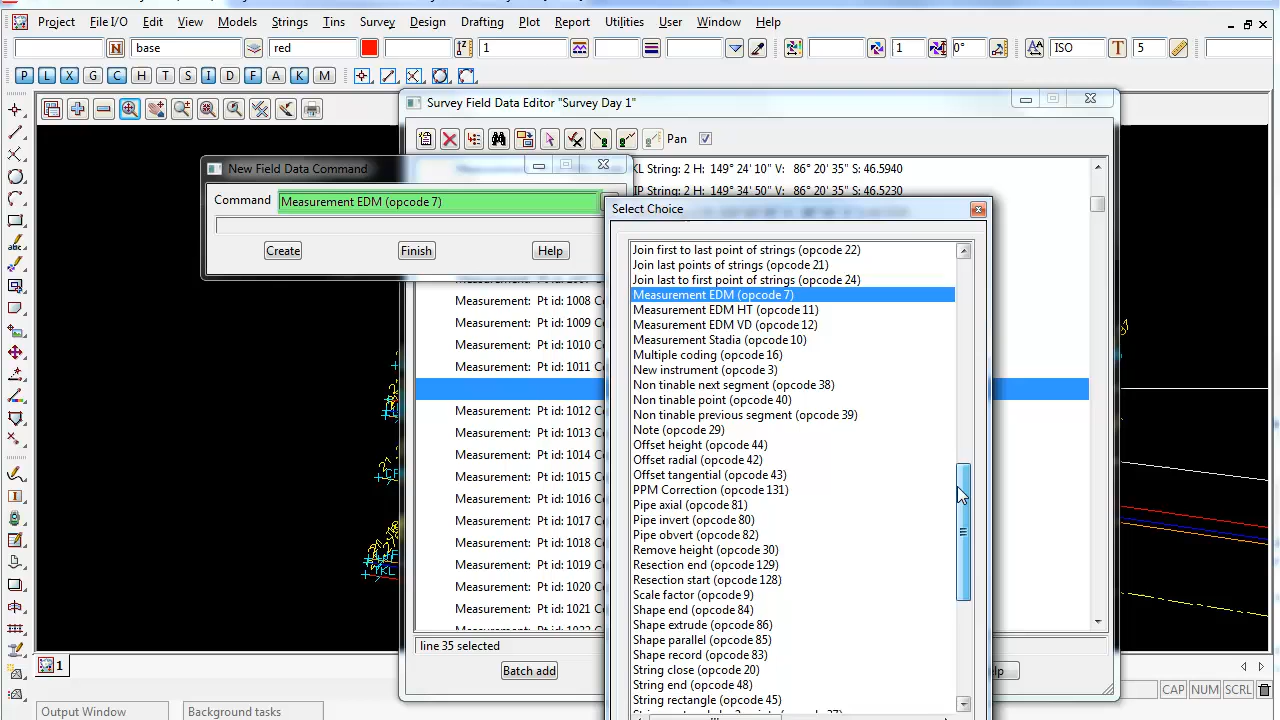 Project File I/O Edit View Models Strings Tins Survey Design Drafting Plot Report Utilities User Window Help
N base red 1 1 0° ISO T 5
P L X G C H T S I D F A K M
Survey Field Data Editor "Survey Day 1"
Pan
New Field Data Command
KL String: 2 H: 149° 24' 10" V: 86° 20' 35" S: 46.5940
IP String: 2 H: 149° 34' 50" V: 86° 20' 35" S: 46.5230
Command Measurement EDM (opcode 7)
Create Finish Help
Select Choice
Join first to last point of strings (opcode 22)
Join last points of strings (opcode 21)
Join last to first point of strings (opcode 24)
Measurement EDM (opcode 7)
Measurement EDM HT (opcode 11)
Measurement EDM VD (opcode 12)
Measurement Stadia (opcode 10)
Multiple coding (opcode 16)
New instrument (opcode 3)
Non tinable next segment (opcode 38)
Non tinable point (opcode 40)
Non tinable previous segment (opcode 39)
Note (opcode 29)
Offset height (opcode 44)
Offset radial (opcode 42)
Offset tangential (opcode 43)
PPM Correction (opcode 131)
Pipe axial (opcode 81)
Pipe invert (opcode 80)
Pipe obvert (opcode 82)
Remove height (opcode 30)
Resection end (opcode 129)
Resection start (opcode 128)
Scale factor (opcode 9)
Shape end (opcode 84)
Shape extrude (opcode 86)
Shape parallel (opcode 85)
Shape record (opcode 83)
String close (opcode 20)
String end (opcode 48)
String rectangle (opcode 45)
Measurement: Pt id: 1008 C
Measurement: Pt id: 1009 C
Measurement: Pt id: 1010 C
Measurement: Pt id: 1011 C
Measurement: Pt id: 1012 C
Measurement: Pt id: 1013 C
Measurement: Pt id: 1014 C
Measurement: Pt id: 1015 C
Measurement: Pt id: 1016 C
Measurement: Pt id: 1017 C
Measurement: Pt id: 1018 C
Measurement: Pt id: 1019 C
Measurement: Pt id: 1020 C
Measurement: Pt id: 1021 C
line 35 selected
Batch add
1
CAP NUM SCRL
Output Window Background tasks